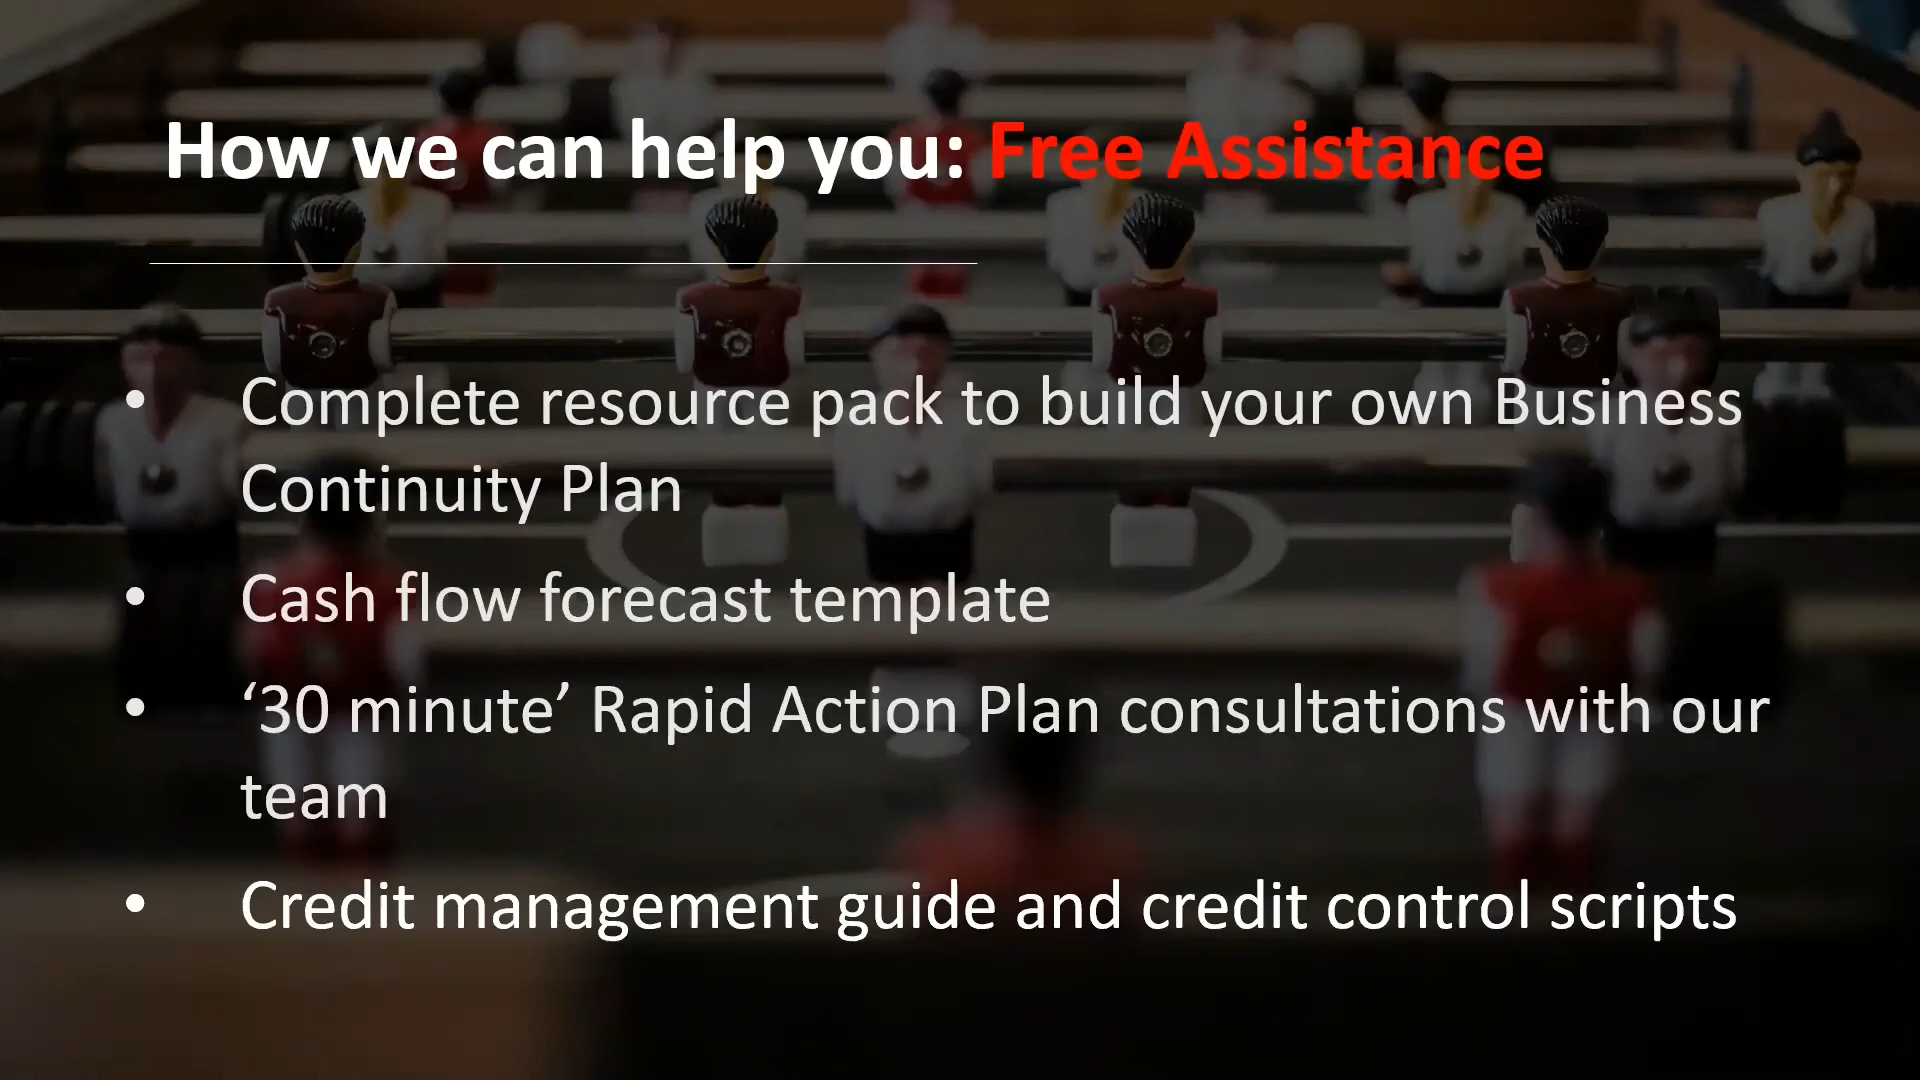 How we can help you: Free Assistance
• Complete resource pack to build your own Business
Continuity Plan
• Cash flow forecast template
• ‘30 minute’ Rapid Action Plan consultations with our
team
• Credit management guide and credit control scripts